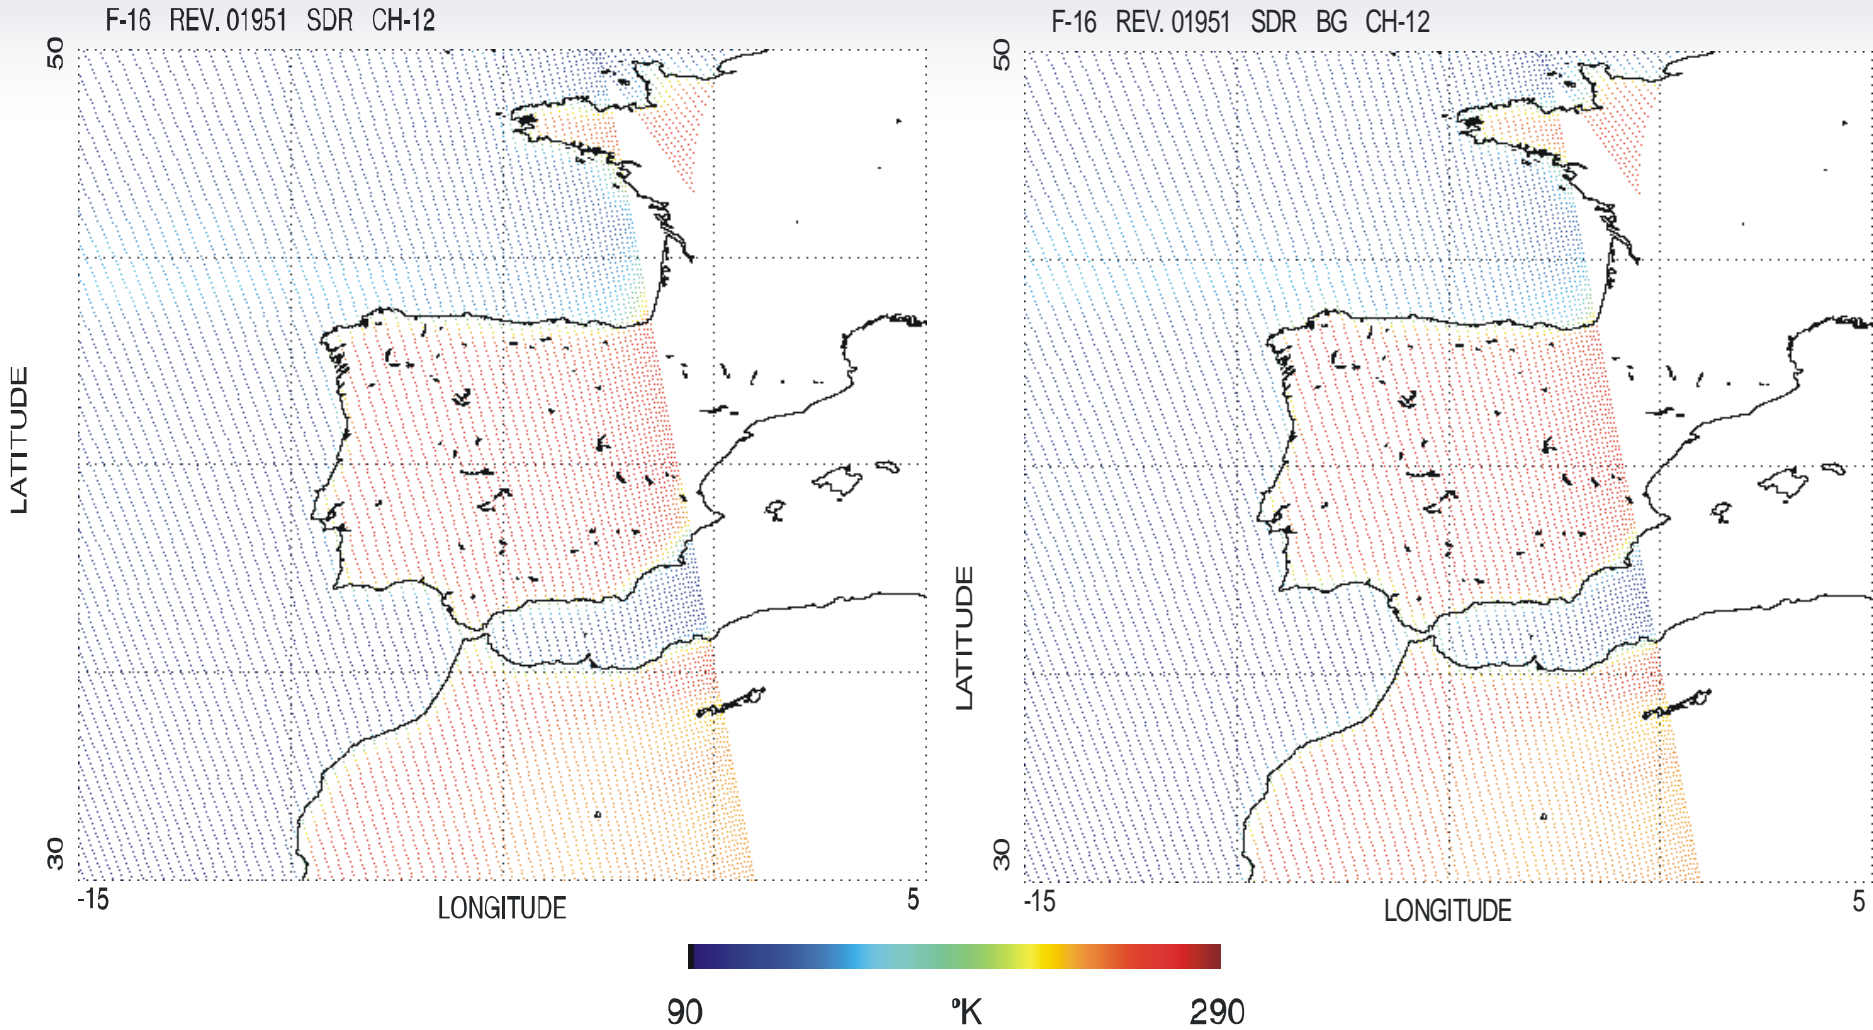 F-16 REV. 01951 SDR CH-12
50
LATITUDE
30
-15
LONGITUDE
5
F-16 REV. 01951 SDR BG CH-12
50
LATITUDE
30
-15
LONGITUDE
5
90
°K
290